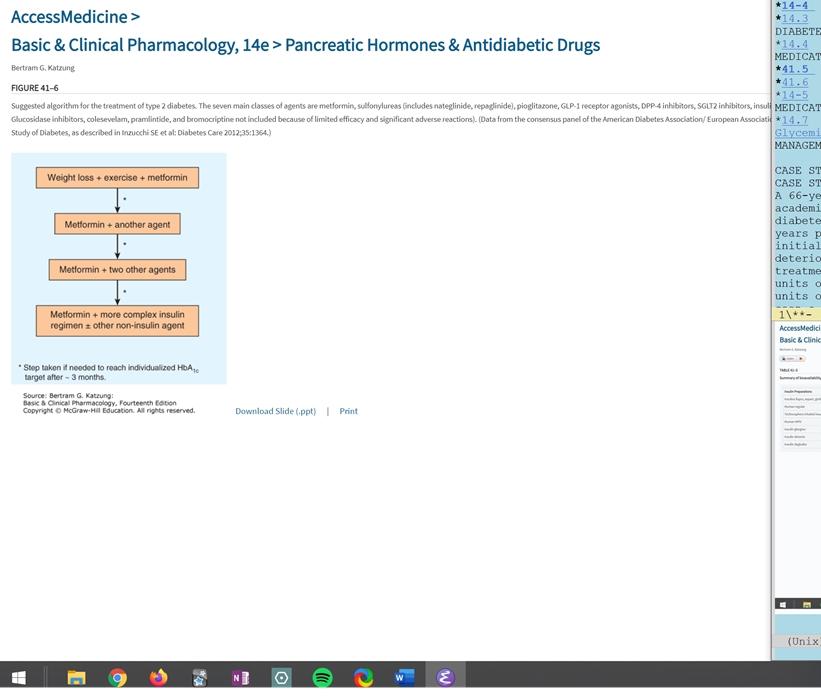 AccessMedicine >
Basic & Clinical Pharmacology, 14e > Pancreatic Hormones & Antidiabetic Drugs
Bertram G. Katzung
FIGURE 41–6
Suggested algorithm for the treatment of type 2 diabetes. The seven main classes of agents are metformin, sulfonylureas (includes nateglinide, repaglinide), pioglitazone, GLP-1 receptor agonists, DPP-4 inhibitors, SGLT2 inhibitors, insuli
Glucosidase inhibitors, colesevelam, pramlintide, and bromocriptine not included because of limited efficacy and significant adverse reactions). (Data from the consensus panel of the American Diabetes Association/ European Associatio
Study of Diabetes, as described in Inzucchi SE et al: Diabetes Care 2012;35:1364.)
Weight loss + exercise + metformin
*
Metformin + another agent
*
Metformin + two other agents
*
Metformin + more complex insulin
regimen ± other non-insulin agent
* Step taken if needed to reach individualized HbA1c
target after ~ 3 months.
Source: Bertram G. Katzung:
Basic & Clinical Pharmacology, Fourteenth Edition
Copyright © McGraw-Hill Education. All rights reserved.
Download Slide (.ppt) | Print
*14-4
*14.3
DIABETE
*14.4
MEDICAT
*41.5
*41.6
*14-5
MEDICAT
*14.7
Glycemi
MANAGEM
CASE ST
CASE ST
A 66-ye
academi
diabete
years p
initial
deterio
treatme
units o
units o
1\**-
AccessMedici
Basic & Clinic
(Unix